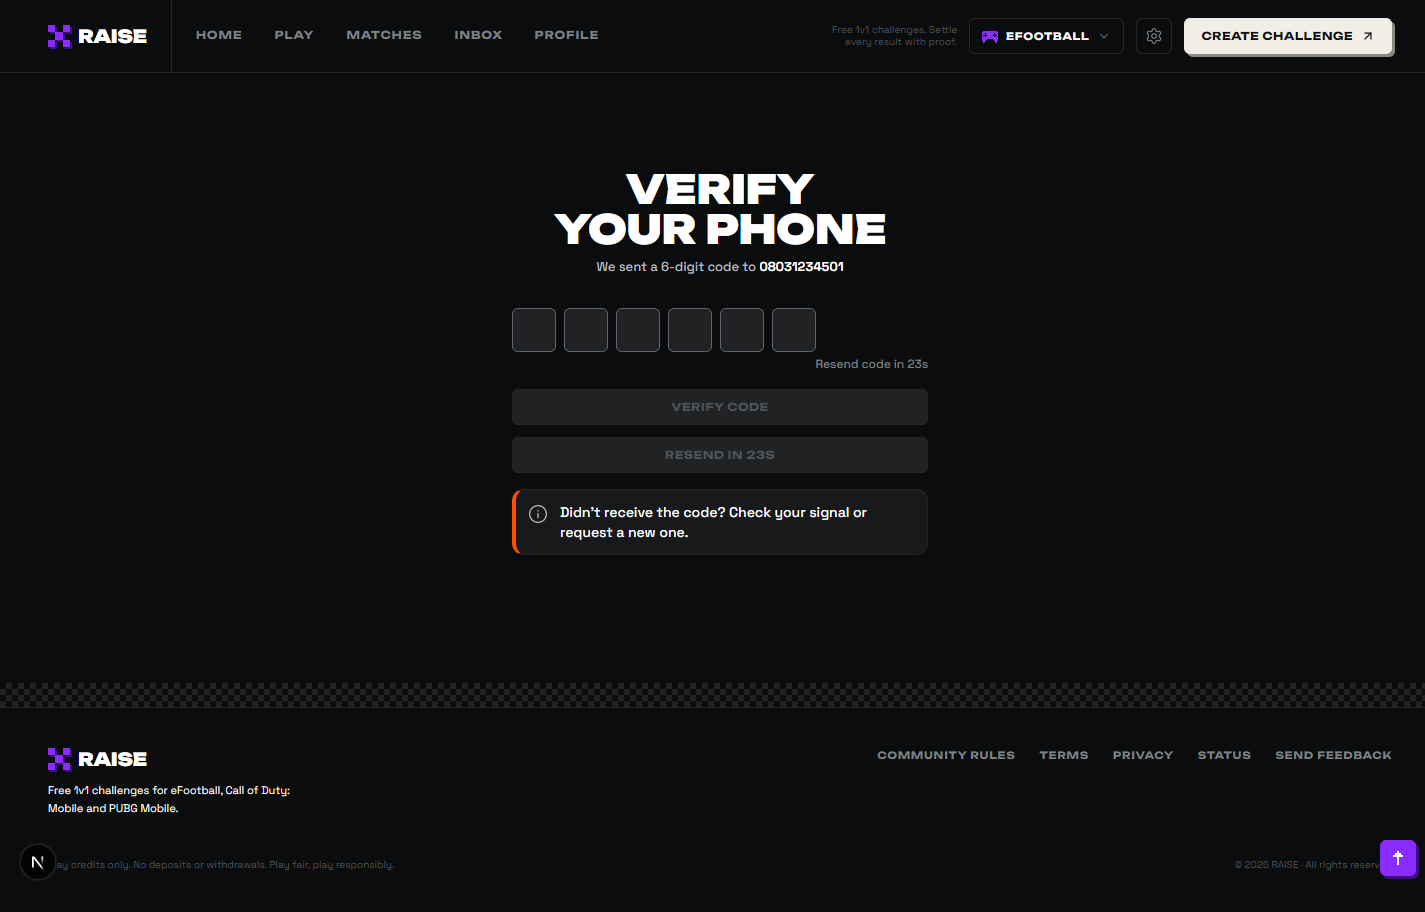 RAISE
HOME
PLAY
MATCHES
INBOX
PROFILE
Free 1v1 challenges. Settle
every result with proof.
EFOOTBALL
CREATE CHALLENGE
VERIFY
YOUR PHONE
We sent a 6-digit code to 08031234501
Resend code in 23s
VERIFY CODE
RESEND IN 23S
Didn't receive the code? Check your signal or
request a new one.
RAISE
COMMUNITY RULES
TERMS
PRIVACY
STATUS
SEND FEEDBACK
Free 1v1 challenges for eFootball, Call of Duty:
Mobile and PUBG Mobile.
N
credits only. No deposits or withdrawals. Play fair, play responsibly.
© 2026 RAISE · All rights